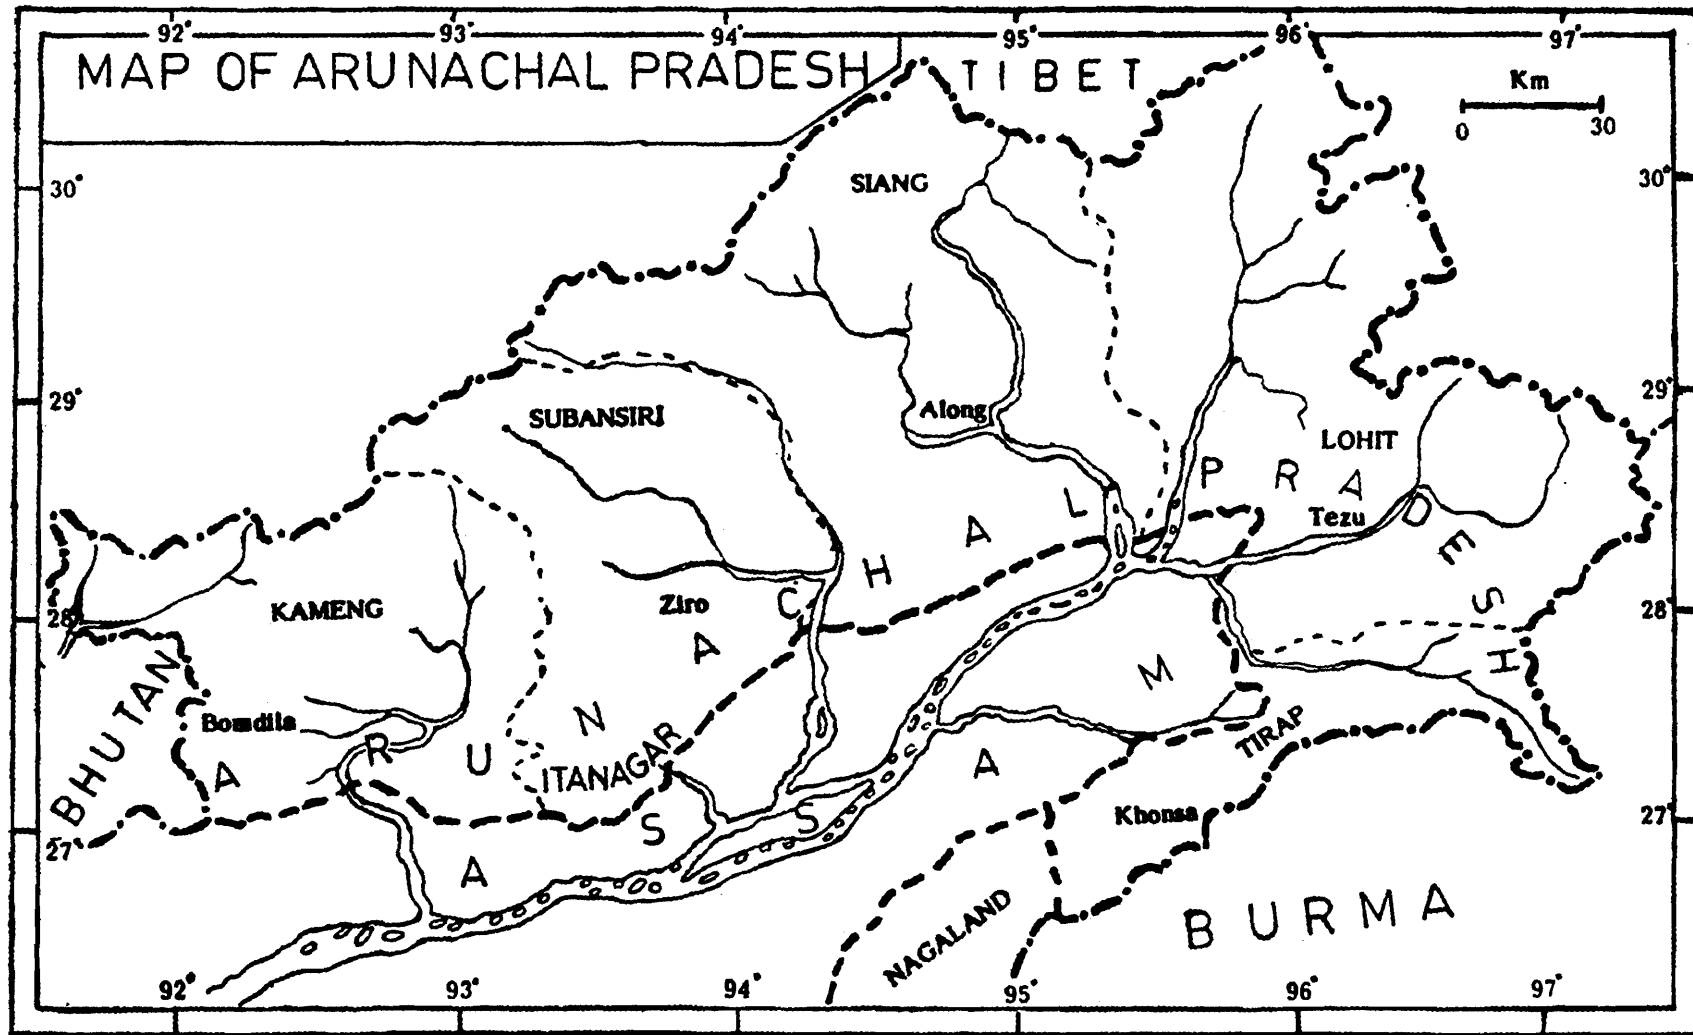 92° 93° 94° 95° 96° 97°
MAP OF ARUNACHAL PRADESH
TIBET
Km
0 30
30° 30°
SIANG
29° 29°
Along
SUBANSIRI
LOHIT
Tezu
28° 28°
KAMENG
Ziro
ARUNACHAL PRADESH
BHUTAN
Bomdila
ITANAGAR
TIRAP
ASSAM
Khonsa
27° 27°
NAGALAND
BURMA
92° 93° 94° 95° 96° 97°